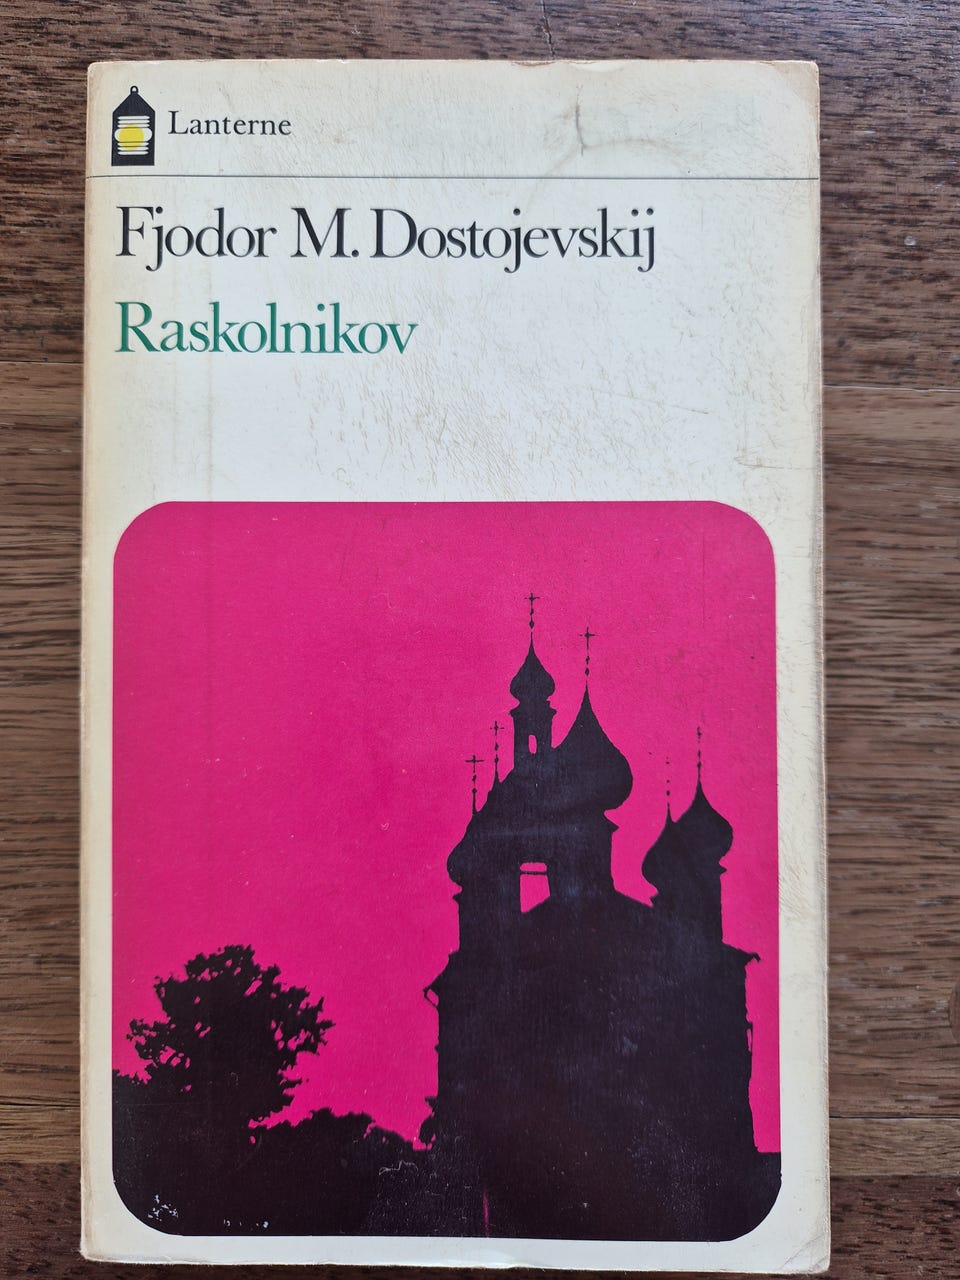 Lanterne
Fjodor M. Dostojevskij
Raskolnikov